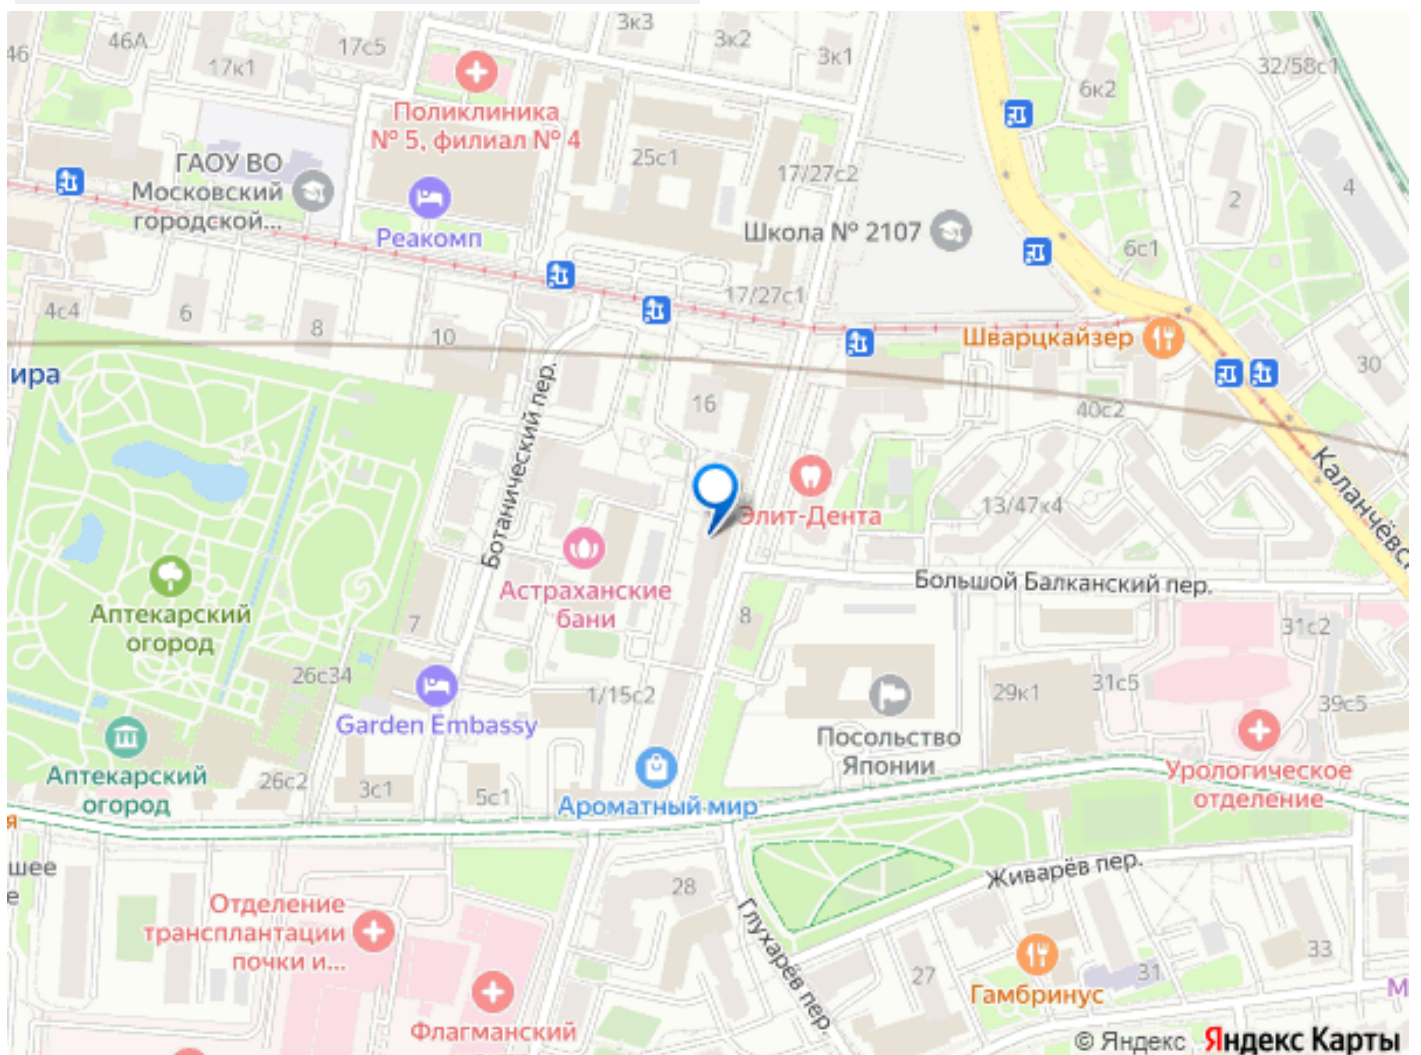 3к3
3к2
3к1
46
46А
17с5
17к1
32/58с1
6к2
Поликлиника
№ 5, филиал № 4
25с1
17/27с2
ГАОУ ВО
Московский
городской...
Реакомп
Школа № 2107
2
4
6с1
17/27с1
4с4
6
8
10
Шварцкайзер
30
ира
16
40с2
Ботанический пер.
Каланчёвс
Элит-Дента
13/47к4
Астраханские
бани
Большой Балканский пер.
Аптекарский
огород
7
8
31с2
26с34
1/15с2
29к1
31с5
39с5
Garden Embassy
Посольство
Японии
Аптекарский
огород
26с2
3с1
5с1
Ароматный мир
Урологическое
отделение
я
шее
е
28
Живарёв пер.
Отделение
трансплантации
почки и...
Глухарёв пер.
27
31
33
Гамбринус
М
Флагманский
© Яндекс Яндекс Карты